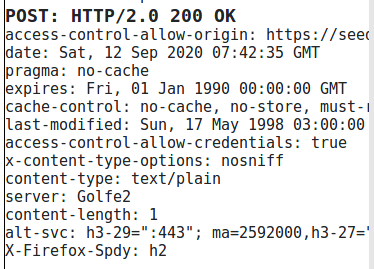 POST: HTTP/2.0 200 OK
access-control-allow-origin: https://seed
date: Sat, 12 Sep 2020 07:42:35 GMT
pragma: no-cache
expires: Fri, 01 Jan 1990 00:00:00 GMT
cache-control: no-cache, no-store, must-r
last-modified: Sun, 17 May 1998 03:00:00
access-control-allow-credentials: true
x-content-type-options: nosniff
content-type: text/plain
server: Golfe2
content-length: 1
alt-svc: h3-29=":443"; ma=2592000,h3-27="
X-Firefox-Spdy: h2